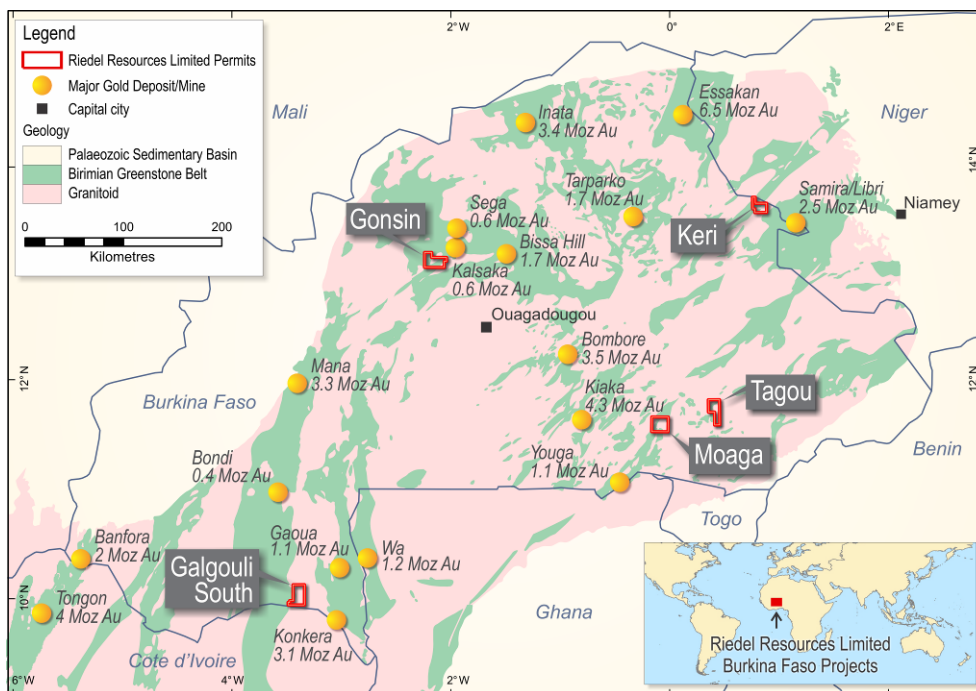 6°W
4°W
2°W
0°
Legend
Riedel Resources Limited Permits
Major Gold Deposit/Mine
Capital city
Geology
Palaeozoic Sedimentary Basin
Birimian Greenstone Belt
Granitoid
0 100 200
Kilometres
Mali
Niger
14°N
Inata
3.4 Moz Au
Essakan
6.5 Moz Au
Tarparko
1.7 Moz Au
Samira/Libri
2.5 Moz Au
Niamey
Keri
Gonsin
Sega
0.6 Moz Au
Bissa Hill
1.7 Moz Au
Kalsaka
0.6 Moz Au
Ouagadougou
Bombore
3.5 Moz Au
12°N
Mana
3.3 Moz Au
Burkina Faso
Kiaka
4.3 Moz Au
12°N
Tagou
Moaga
Benin
Youga
1.1 Moz Au
Bondi
0.4 Moz Au
Togo
Banfora
2 Moz Au
Gaoua
1.1 Moz Au
Wa
1.2 Moz Au
Galgouli
South
Tongon
4 Moz Au
10°N
Konkera
3.1 Moz Au
Ghana
Cote d'Ivoire
Riedel Resources Limited
Burkina Faso Projects
6°W
4°W
2°W